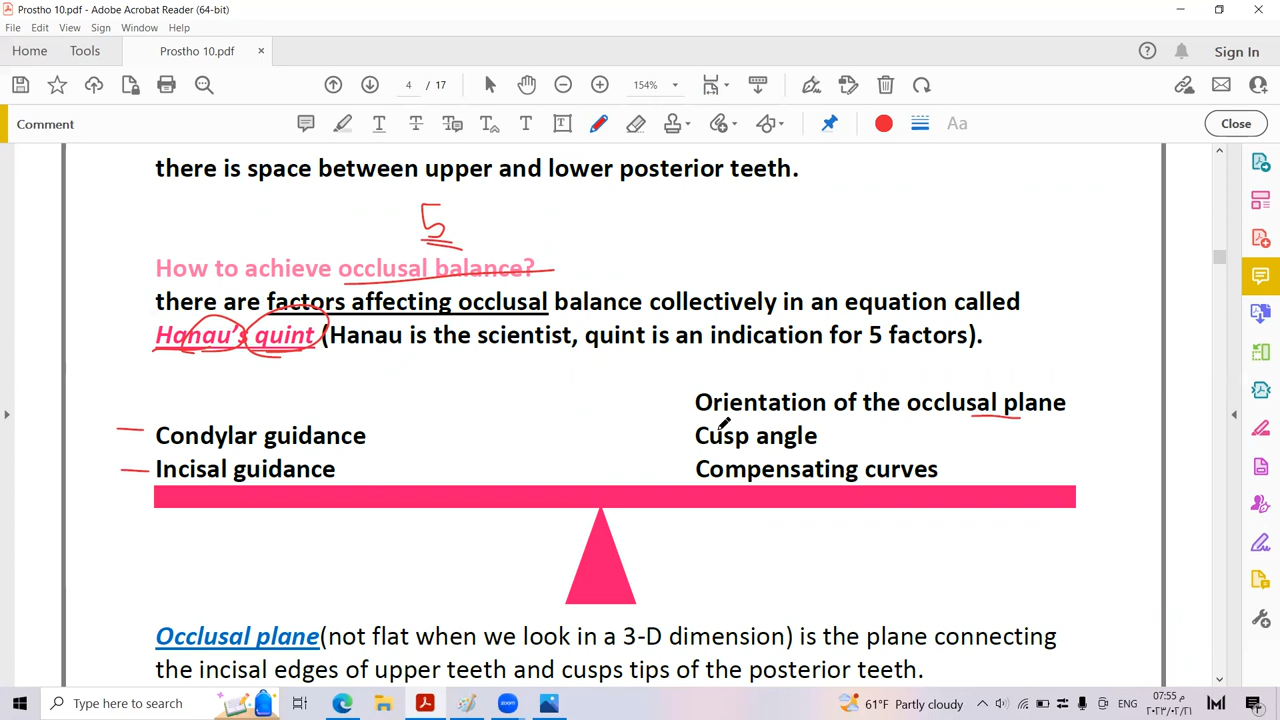 Prostho 10.pdf - Adobe Acrobat Reader (64-bit)
File Edit View Sign Window Help
Home Tools Prostho 10.pdf × Sign In
4 / 17 154%
Comment Aa Close
there is space between upper and lower posterior teeth.
5
How to achieve occlusal balance?
there are factors affecting occlusal balance collectively in an equation called
Hanau's quint (Hanau is the scientist, quint is an indication for 5 factors).
Orientation of the occlusal plane
Condylar guidance Cusp angle
Incisal guidance Compensating curves
Occlusal plane(not flat when we look in a 3-D dimension) is the plane connecting
the incisal edges of upper teeth and cusps tips of the posterior teeth.
Type here to search zoom 61°F Partly cloudy ENG 07:55 م
٢٠٢٣/٠٢/٢١